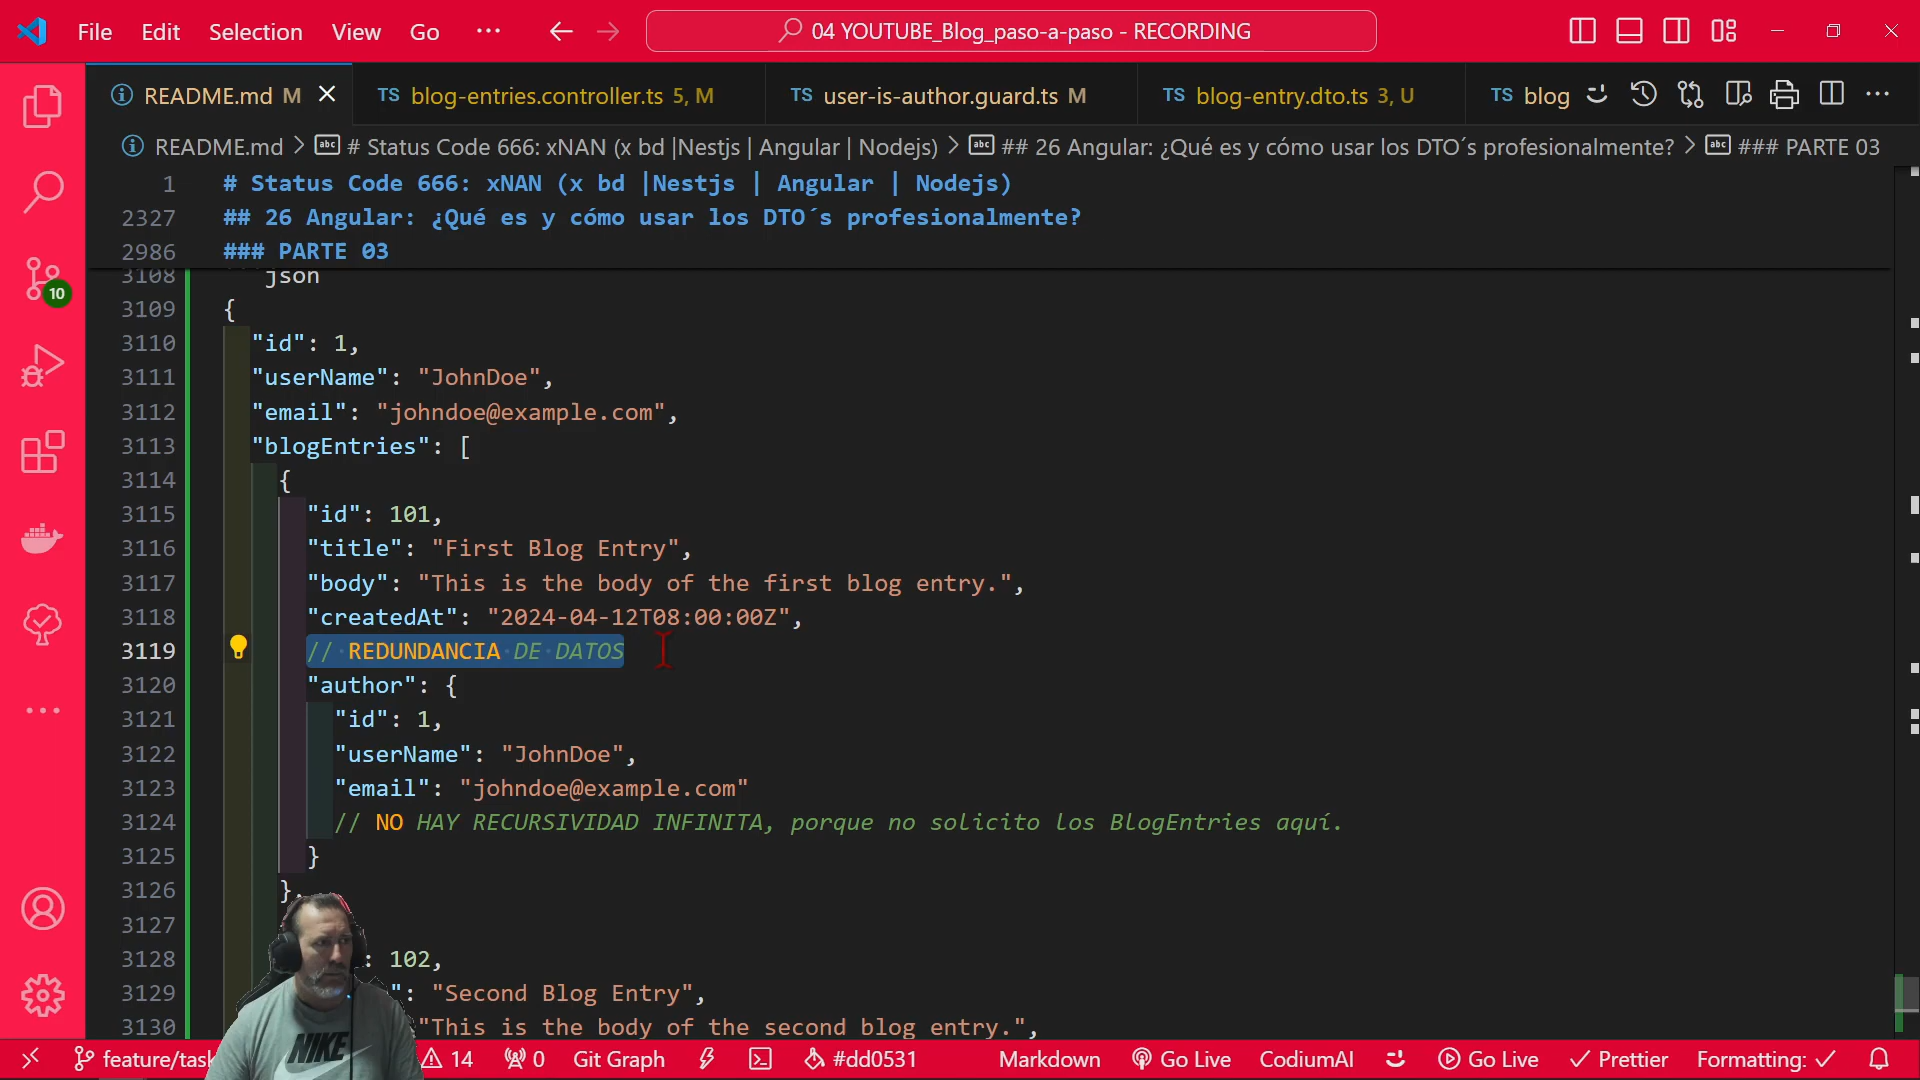 File Edit Selection View Go ··· 04 YOUTUBE_Blog_paso-a-paso - RECORDING
README.md M TS blog-entries.controller.ts 5, M TS user-is-author.guard.ts M TS blog-entry.dto.ts 3, U TS blog
README.md > # Status Code 666: xNAN (x bd |Nestjs | Angular | Nodejs) > ## 26 Angular: ¿Qué es y cómo usar los DTO´s profesionalmente? > ### PARTE 03
1 # Status Code 666: xNAN (x bd |Nestjs | Angular | Nodejs)
2327 ## 26 Angular: ¿Qué es y cómo usar los DTO´s profesionalmente?
2986 ### PARTE 03
3108 json
3109 {
3110 "id": 1,
3111 "userName": "JohnDoe",
3112 "email": "johndoe@example.com",
3113 "blogEntries": [
3114 {
3115 "id": 101,
3116 "title": "First Blog Entry",
3117 "body": "This is the body of the first blog entry.",
3118 "createdAt": "2024-04-12T08:00:00Z",
3119 // REDUNDANCIA DE DATOS
3120 "author": {
3121 "id": 1,
3122 "userName": "JohnDoe",
3123 "email": "johndoe@example.com"
3124 // NO HAY RECURSIVIDAD INFINITA, porque no solicito los BlogEntries aquí.
3125 }
3126 },
3127
3128 : 102,
3129 ": "Second Blog Entry",
3130 "This is the body of the second blog entry.",
10
NIKE
feature/task 14 0 Git Graph #dd0531 Markdown Go Live CodiumAI Go Live Prettier Formatting: ✓